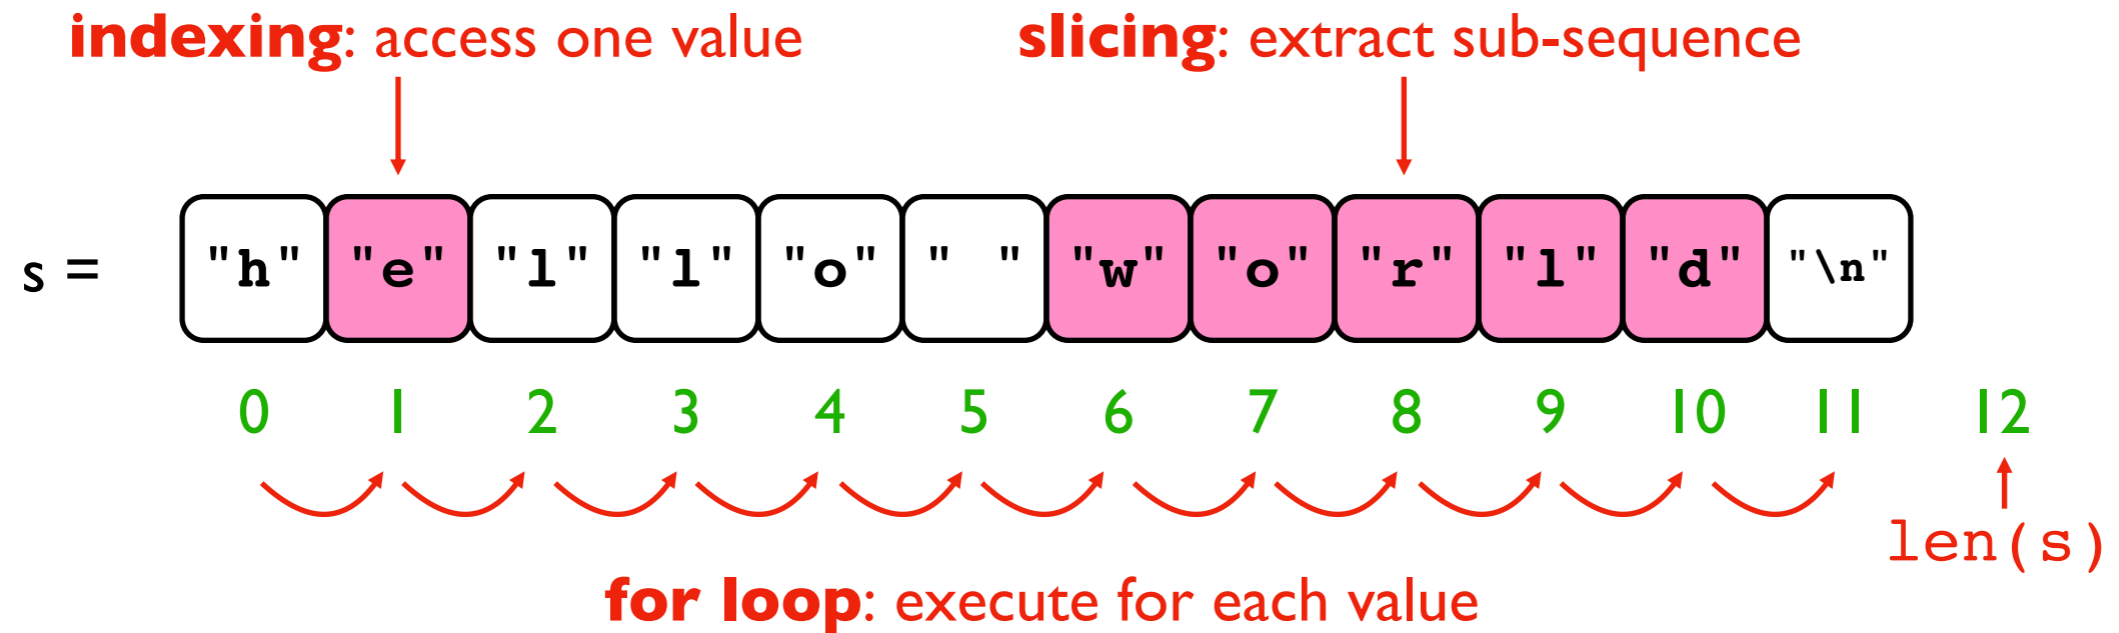 indexing: access one value slicing: extract sub-sequence
s = "h" "e" "l" "l" "o" " " "w" "o" "r" "l" "d" "\n"
0 1 2 3 4 5 6 7 8 9 10 11 12
len(s)
for loop: execute for each value